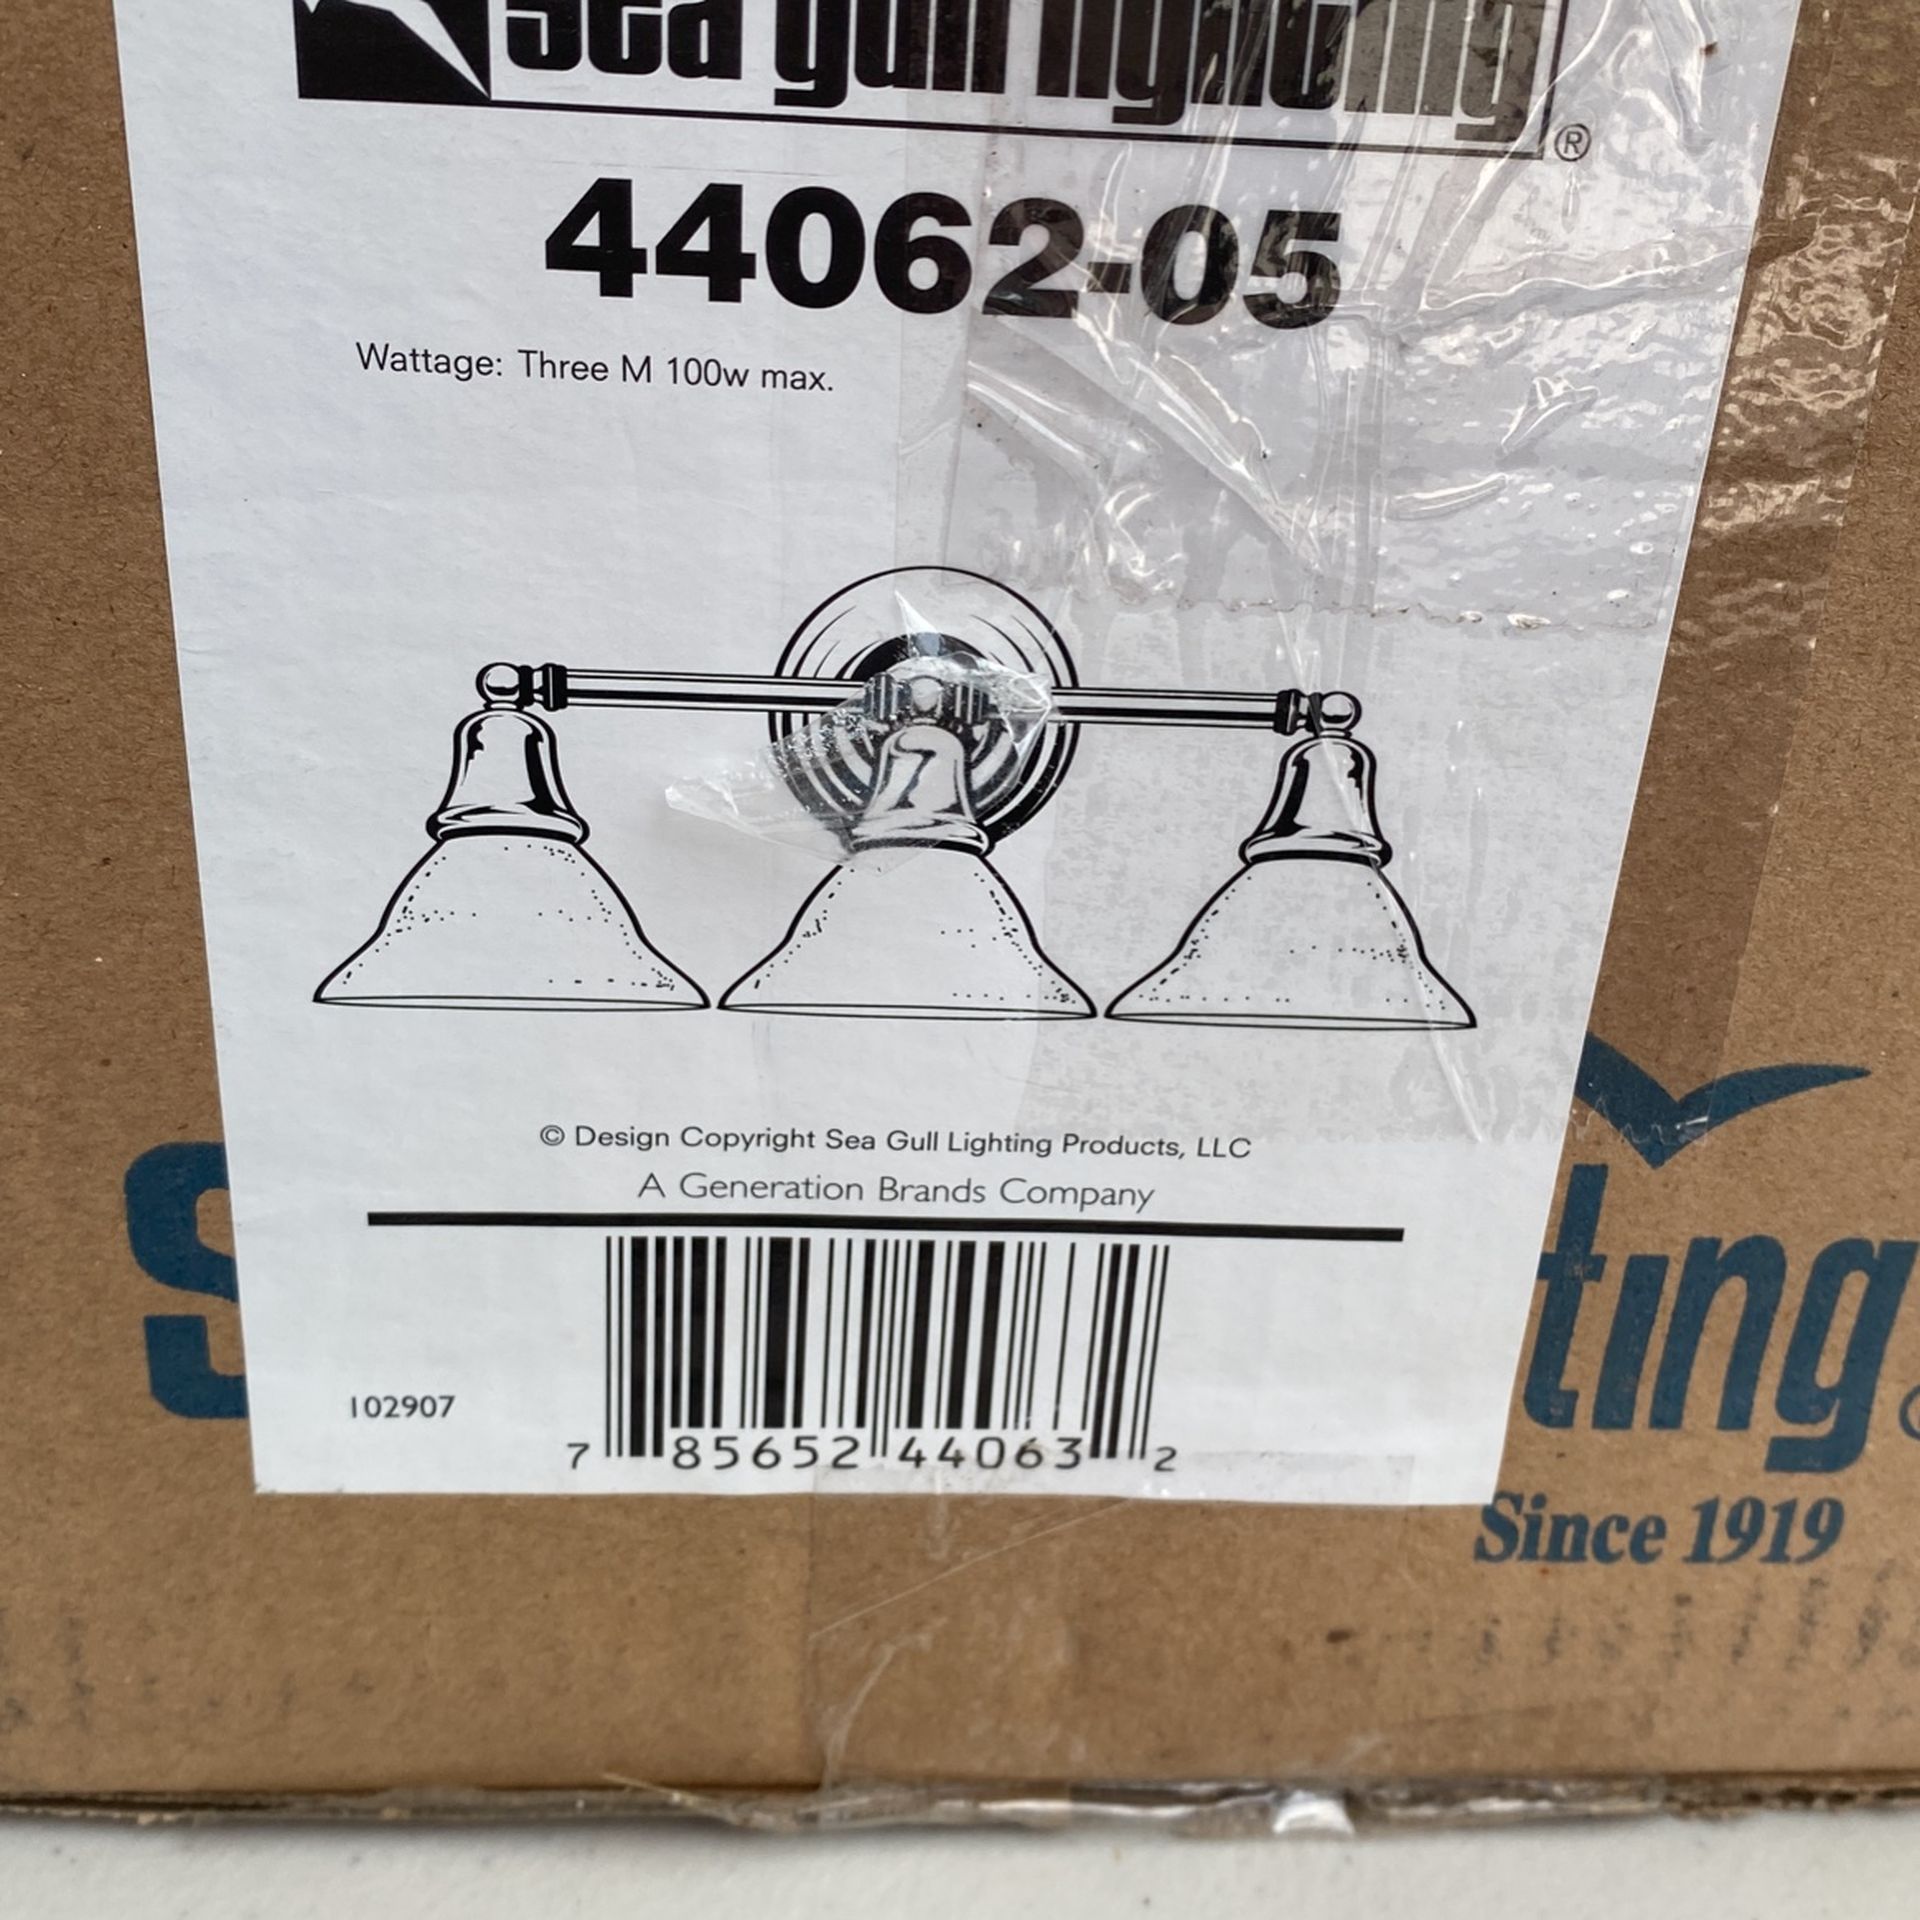 sea gull lighting ®
44062-05
Wattage: Three M 100w max.
© Design Copyright Sea Gull Lighting Products, LLC
A Generation Brands Company
102907
7 85652 44063 2
S ting
Since 1919